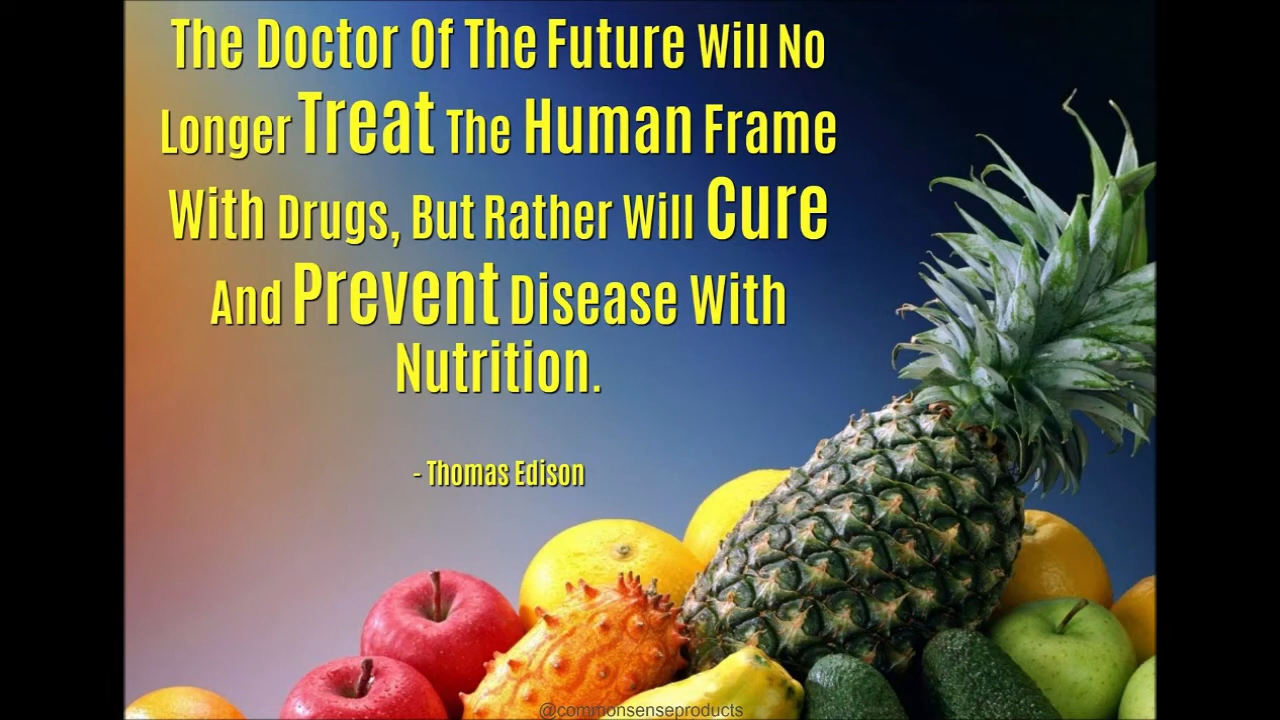 The Doctor Of The Future Will No
Longer Treat The Human Frame
With Drugs, But Rather Will Cure
And Prevent Disease With
Nutrition.
- Thomas Edison
@commonsenseproducts